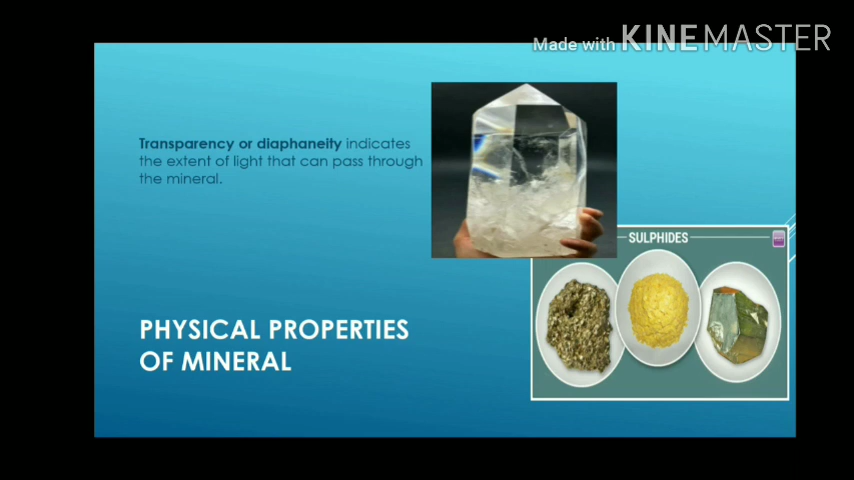 Made with KINEMASTER
Transparency or diaphaneity indicates
the extent of light that can pass through
the mineral.
SULPHIDES
PHYSICAL PROPERTIES
OF MINERAL